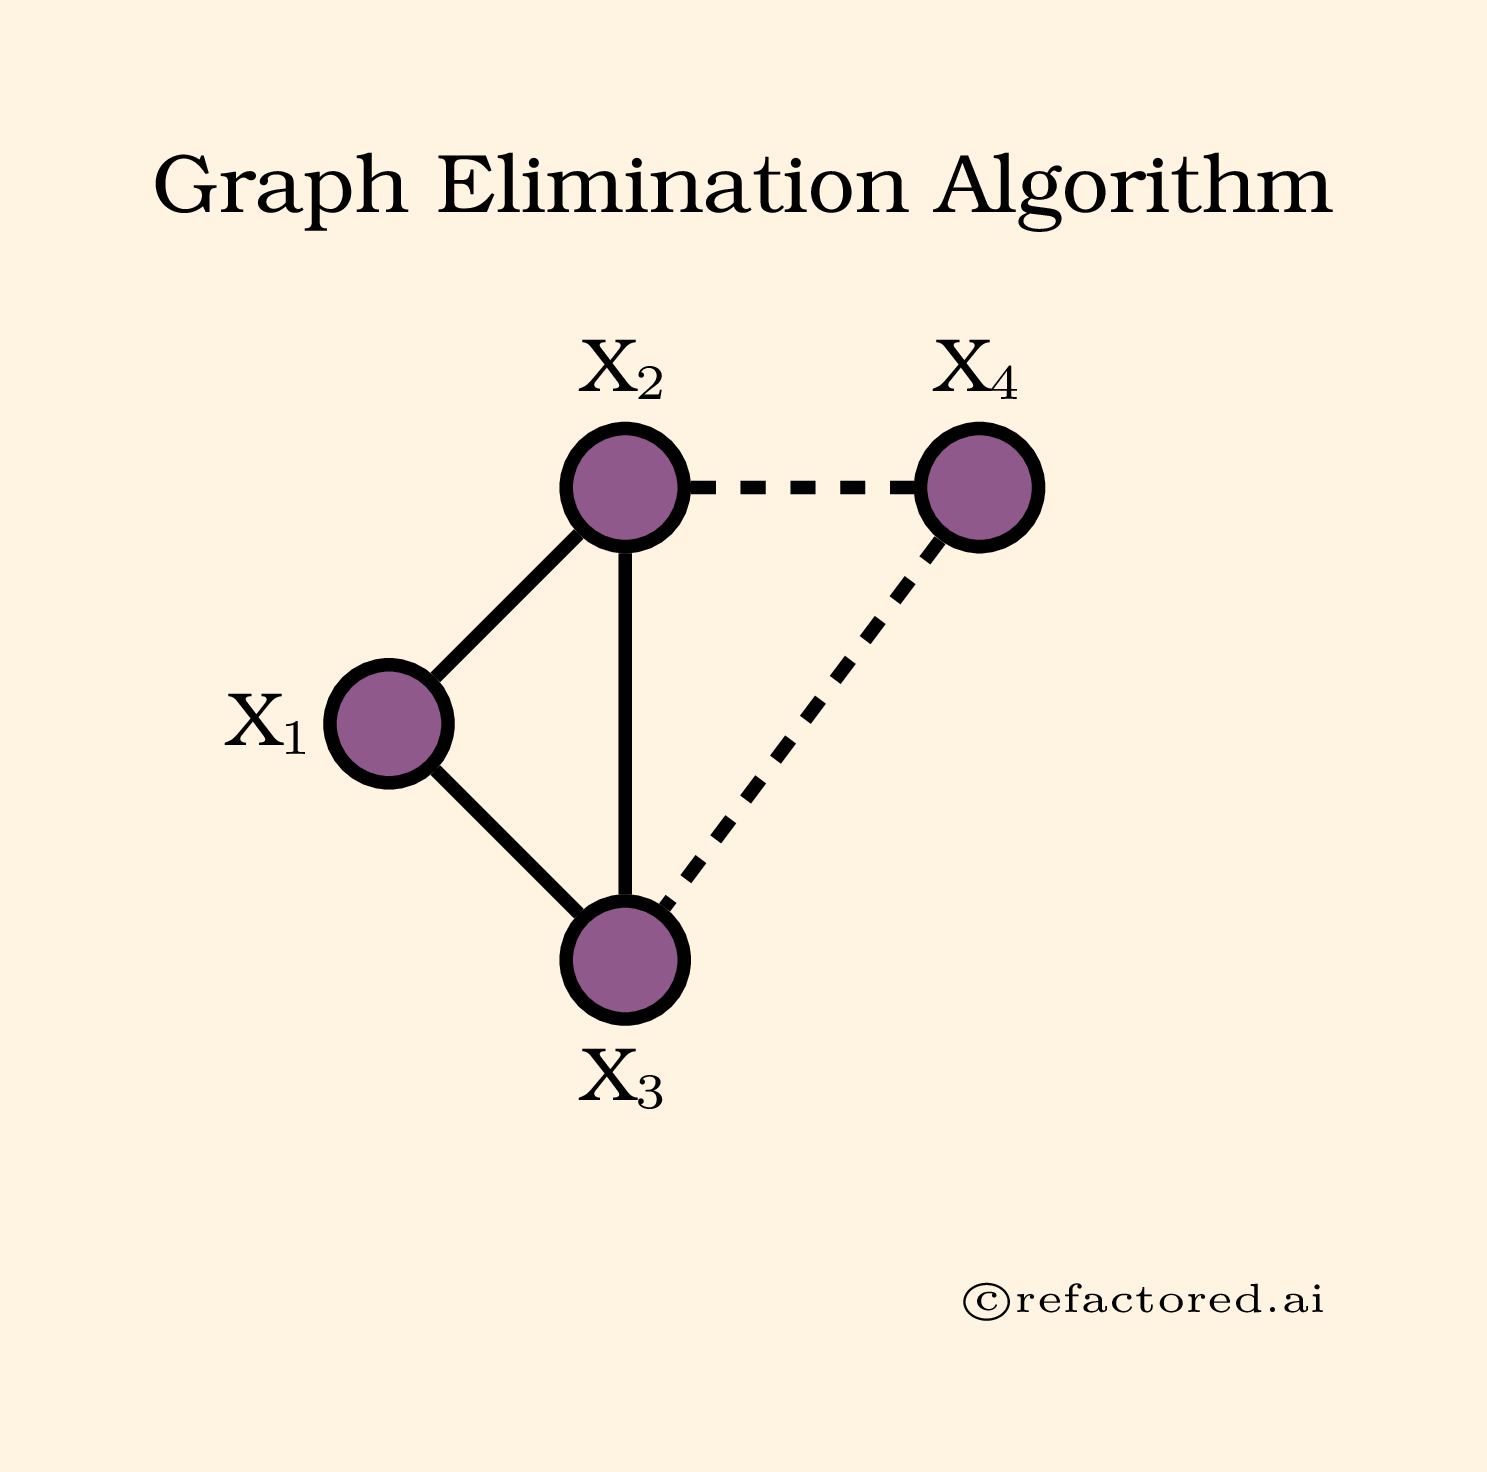 Graph Elimination Algorithm
X₂ X₄
X₁
X₃
©refactored.ai